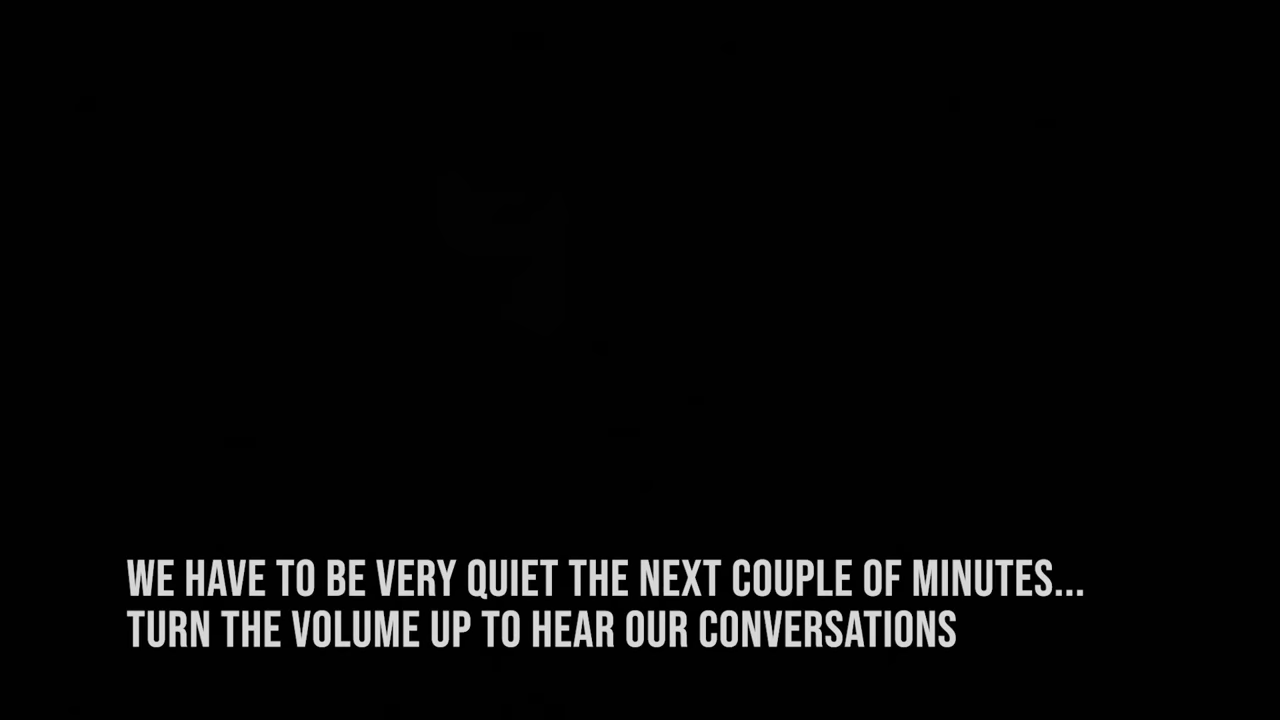 WE HAVE TO BE VERY QUIET THE NEXT COUPLE OF MINUTES...
TURN THE VOLUME UP TO HEAR OUR CONVERSATIONS